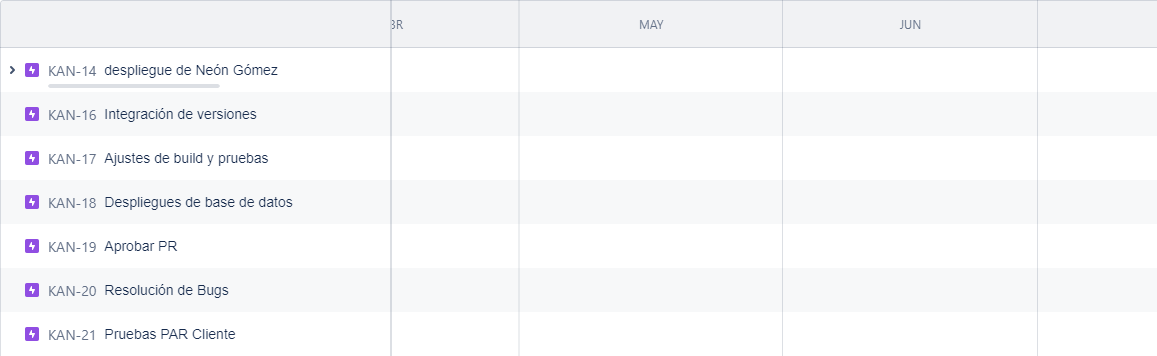 BR MAY JUN
KAN-14 despliegue de Neón Gómez
KAN-16 Integración de versiones
KAN-17 Ajustes de build y pruebas
KAN-18 Despliegues de base de datos
KAN-19 Aprobar PR
KAN-20 Resolución de Bugs
KAN-21 Pruebas PAR Cliente